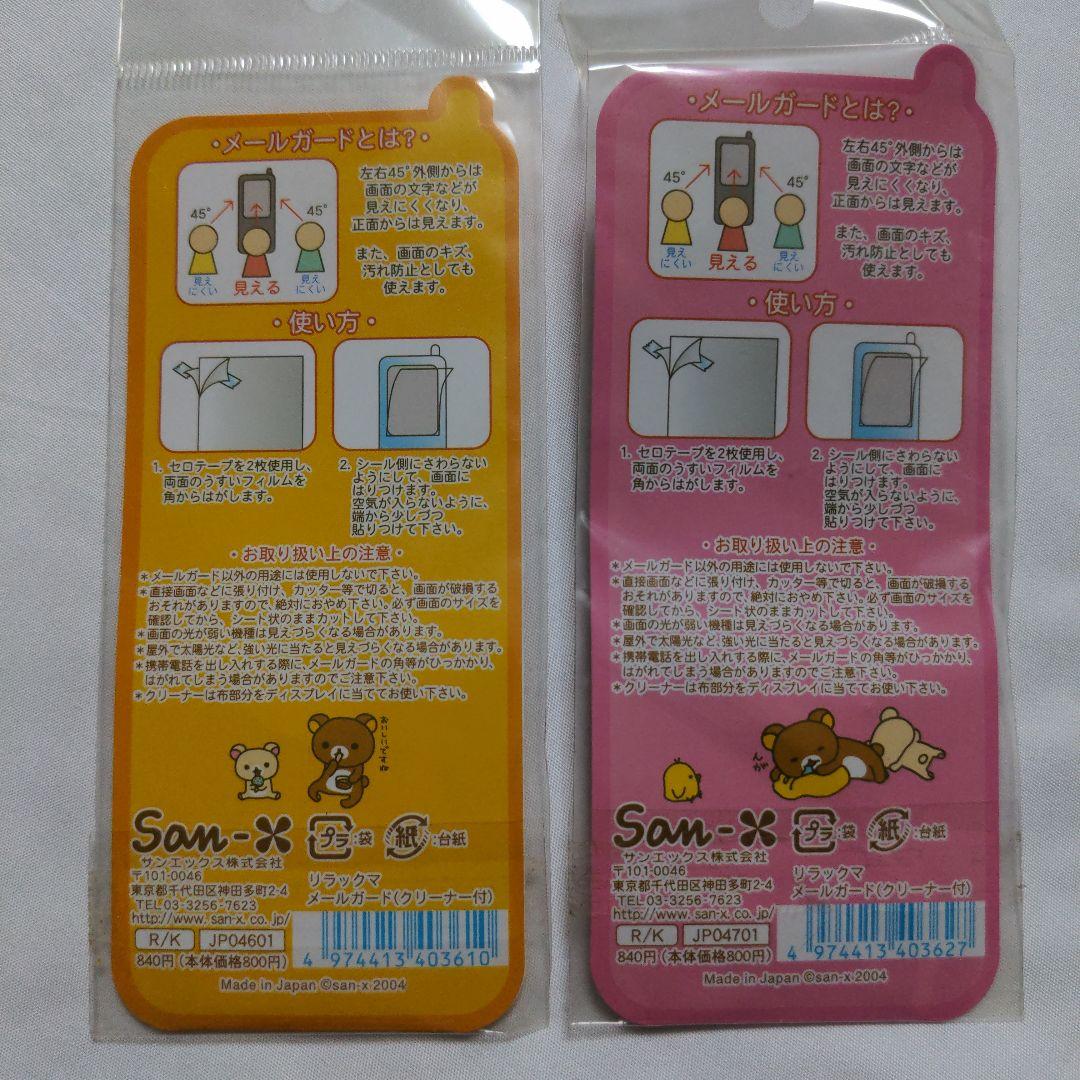 ・メールガードとは?・
45°
45°
見え
にくい
見える
見え
にくい
左右45°外側からは
画面の文字などが
見えにくくなり、
正面からは見えます。
また、画面のキズ、
汚れ防止としても
使えます。
・使い方・
1. セロテープを2枚使用し、
両面のうすいフィルムを
角からはがします。
2. シール側にさわらない
ようにして、画面に
はりつけます。
空気が入らないように、
端から少しづつ
貼りつけて下さい。
・お取り扱い上の注意・
*メールガード以外の用途には使用しないで下さい。
*直接画面などに張り付け、カッター等で切ると、画面が破損する
おそれがありますので、絶対におやめ下さい。必ず画面のサイズを
確認してから、シート状のままカットして下さい。
*画面の光が弱い機種は見えづらくなる場合があります。
*屋外で太陽光など、強い光に当たると見えづらくなる場合があります。
*携帯電話を出し入れする際に、メールガードの角等がひっかかり、
はがれてしまう場合がありますのでご注意下さい。
*クリーナーは布部分をディスプレイに当ててお使い下さい。
おいしいですね
San-X
プラ:袋
紙:台紙
サンエックス株式会社
〒101-0046
東京都千代田区神田多町2-4
TEL03-3256-7623
http://www.san-x.co.jp/
リラックマ
メールガード(クリーナー付)
R/K JP04601
840円(本体価格800円)
4 974413 403610
Made in Japan ©san-x 2004
・メールガードとは?・
45°
45°
見え
にくい
見える
見え
にくい
左右45°外側からは
画面の文字などが
見えにくくなり、
正面からは見えます。
また、画面のキズ、
汚れ防止としても
使えます。
・使い方・
1. セロテープを2枚使用し、
両面のうすいフィルムを
角からはがします。
2. シール側にさわらない
ようにして、画面に
はりつけます。
空気が入らないように、
端から少しづつ
貼りつけて下さい。
・お取り扱い上の注意・
*メールガード以外の用途には使用しないで下さい。
*直接画面などに張り付け、カッター等で切ると、画面が破損する
おそれがありますので、絶対におやめ下さい。必ず画面のサイズを
確認してから、シート状のままカットして下さい。
*画面の光が弱い機種は見えづらくなる場合があります。
*屋外で太陽光など、強い光に当たると見えづらくなる場合があります。
*携帯電話を出し入れする際に、メールガードの角等がひっかかり、
はがれてしまう場合がありますのでご注意下さい。
*クリーナーは布部分をディスプレイに当ててお使い下さい。
San-X
プラ:袋
紙:台紙
サンエックス株式会社
〒101-0046
東京都千代田区神田多町2-4
TEL03-3256-7623
http://www.san-x.co.jp/
リラックマ
メールガード(クリーナー付)
R/K JP04701
840円(本体価格800円)
4 974413 403627
Made in Japan ©san-x 2004